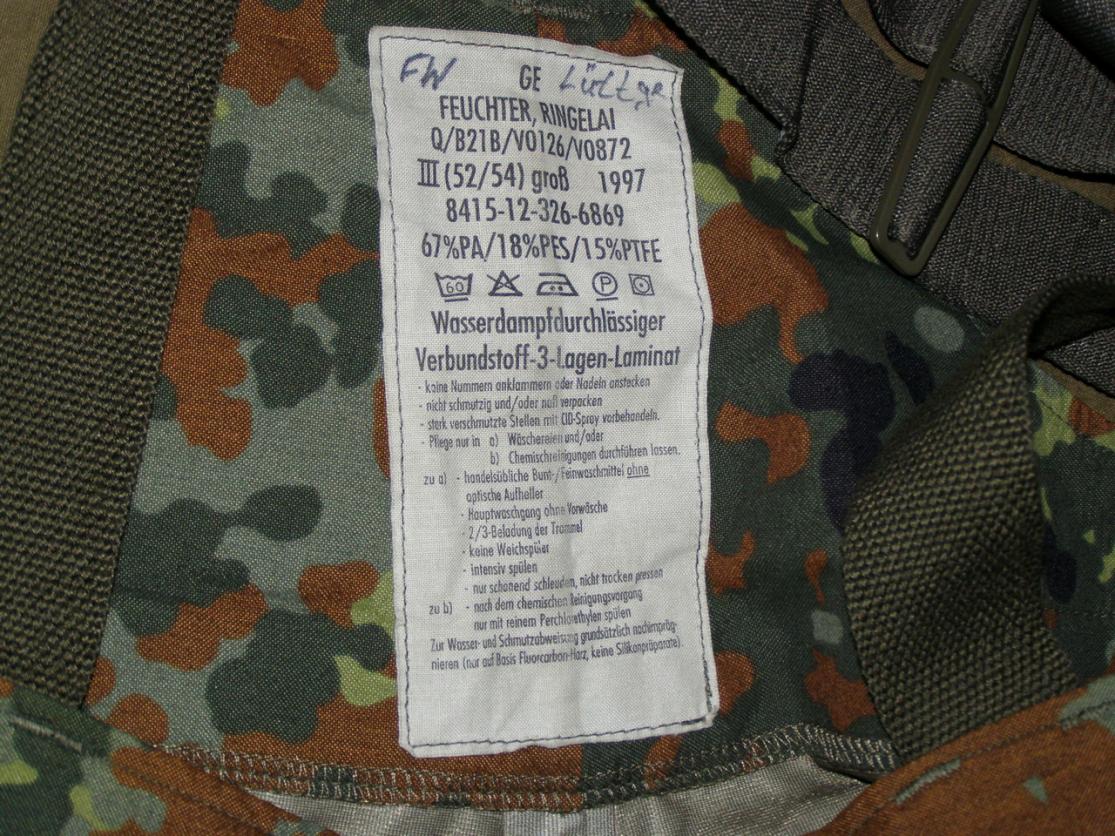 FW GE Lüttge
FEUCHTER, RINGELAI
Q/B21B/V0126/V0872
III (52/54) groß 1997
8415-12-326-6869
67%PA/18%PES/15%PTFE
60 P
Wasserdampfdurchlässiger
Verbundstoff-3-Lagen-Laminat
- keine Nummern anklammern oder Nadeln anstecken
- nicht schmutzig und/oder naß verpacken
- stark verschmutzte Stellen mit CID-Spray vorbehandeln.
- Pflege nur in a) Wäschereien und/oder
b) Chemischreinigungen durchführen lassen.
zu a) - handelsübliche Bunt-/Feinwaschmittel ohne
optische Aufheller
- Hauptwaschgang ohne Vorwäsche
- 2/3-Beladung der Trommel
- keine Weichspüler
- intensiv spülen
- nur schonend schleudern, nicht trocken pressen
zu b) - nach dem chemischen Reinigungsvorgang
nur mit reinem Perchlorethylen spülen
Zur Wasser- und Schmutzabweisung grundsätzlich nachimpräg-
nieren (nur auf Basis Fluorcarbon-Harz, keine Silikonpräparate).